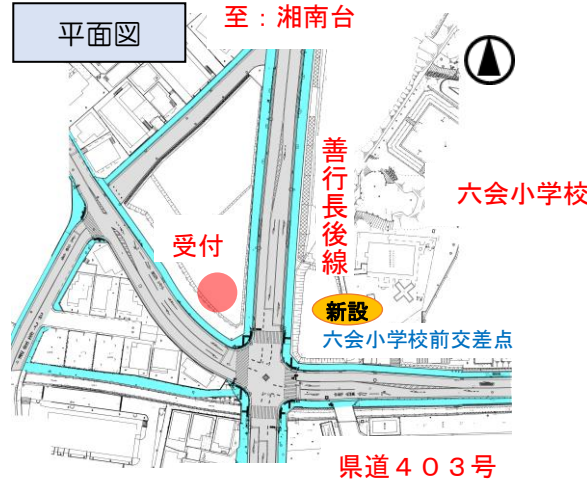 平面図
至：湘南台
善行長後線
六会小学校
受付
新設
六会小学校前交差点
県道４０３号